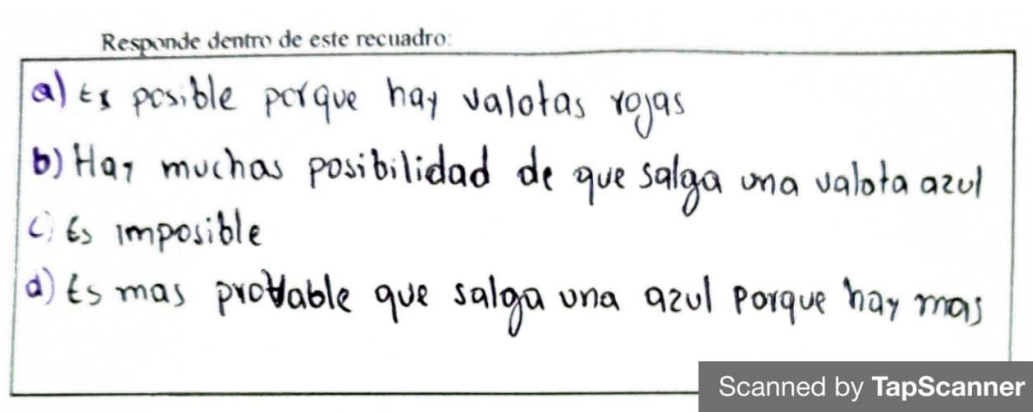 Responde dentro de este recuadro:
a) Es posible porque hay valotas rojas
b) Hay muchas posibilidad de que salga una valota azul
c) Es imposible
d) Es mas provable que salga una azul porque hay mas
Scanned by TapScanner